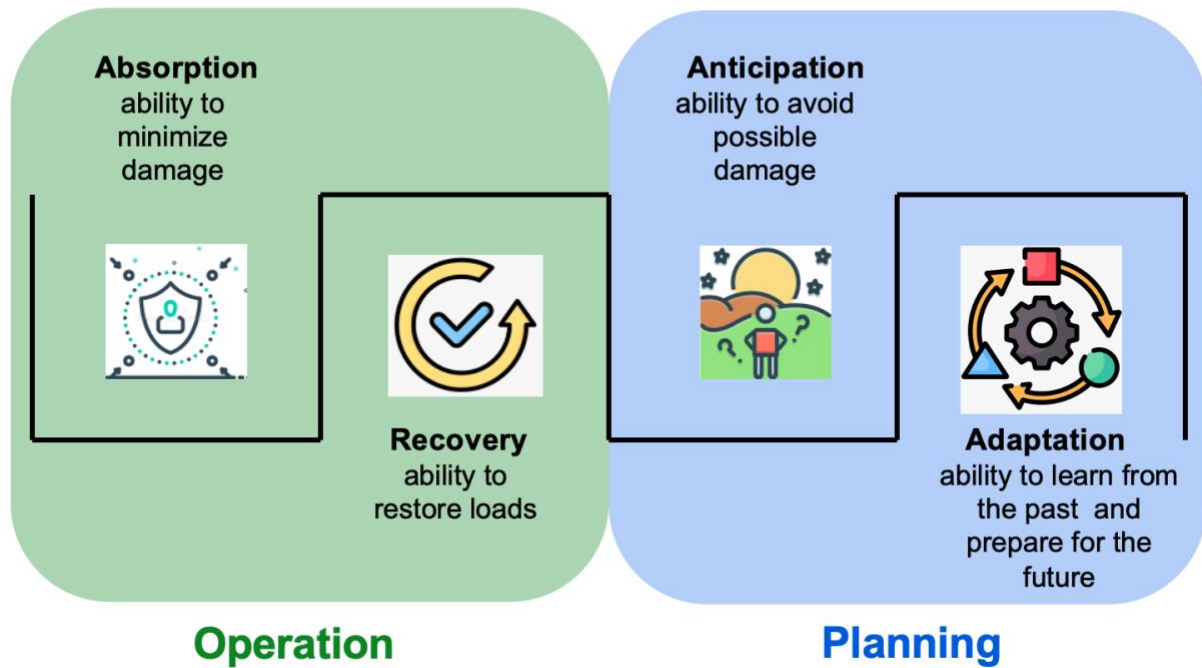 Absorption
ability to
minimize
damage
Recovery
ability to
restore loads
Anticipation
ability to avoid
possible
damage
Adaptation
ability to learn from
the past and
prepare for the
future
Operation
Planning